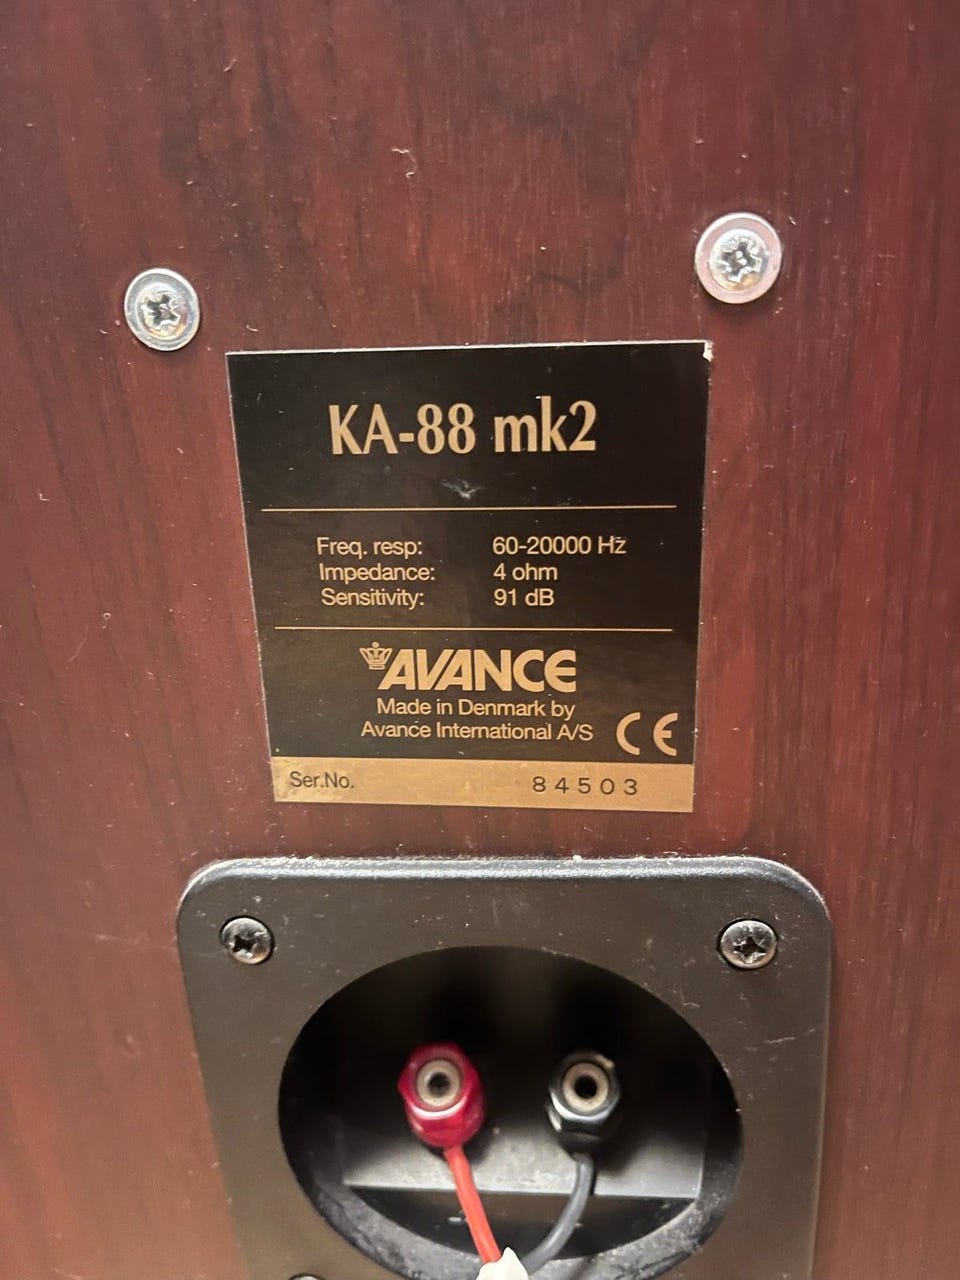 KA-88 mk2
Freq. resp: 60-20000 Hz
Impedance: 4 ohm
Sensitivity: 91 dB
AVANCE
Made in Denmark by
Avance International A/S CE
Ser.No. 84503